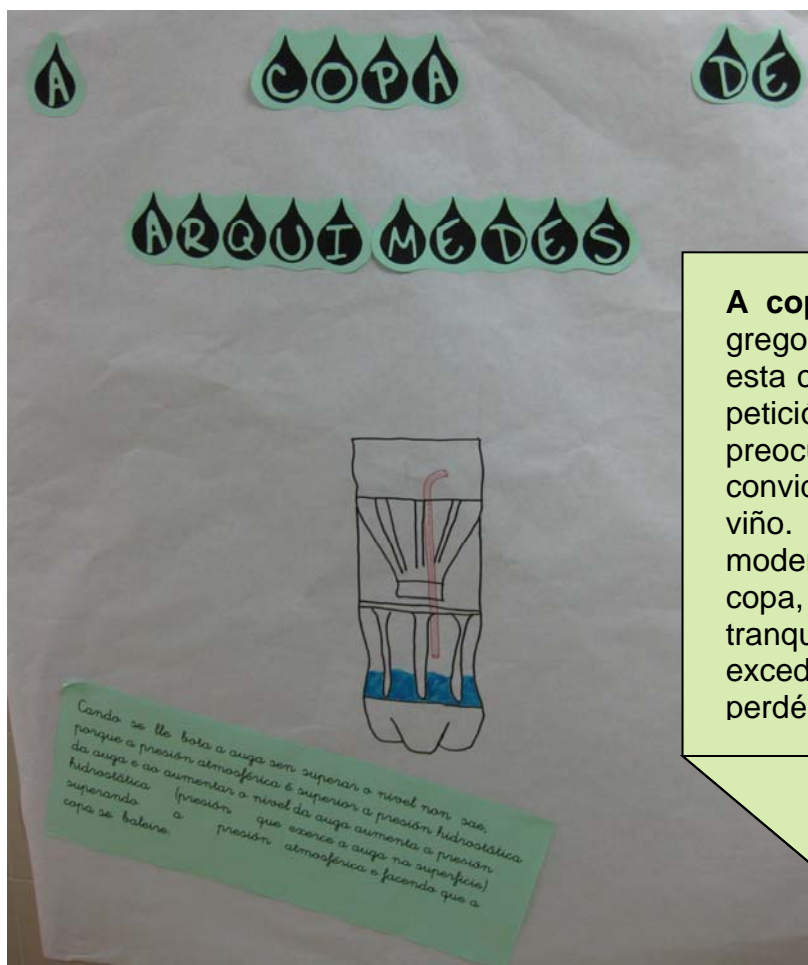 A COPA DE
ARQUIMEDES
A cop
grego
esta c
petició
preocu
convic
viño.
moder
copa,
tranqu
exced
perdé
Cando se lle bota a auga sen superar o nivel non sae,
porque a presión atmosférica é superior a presión hidrostática
da auga e ao aumentar o nivel da auga aumenta a presión
hidrostática (presión que exerce a auga na superficie)
superando a presión atmosférica e facendo que a
copa se baleire.